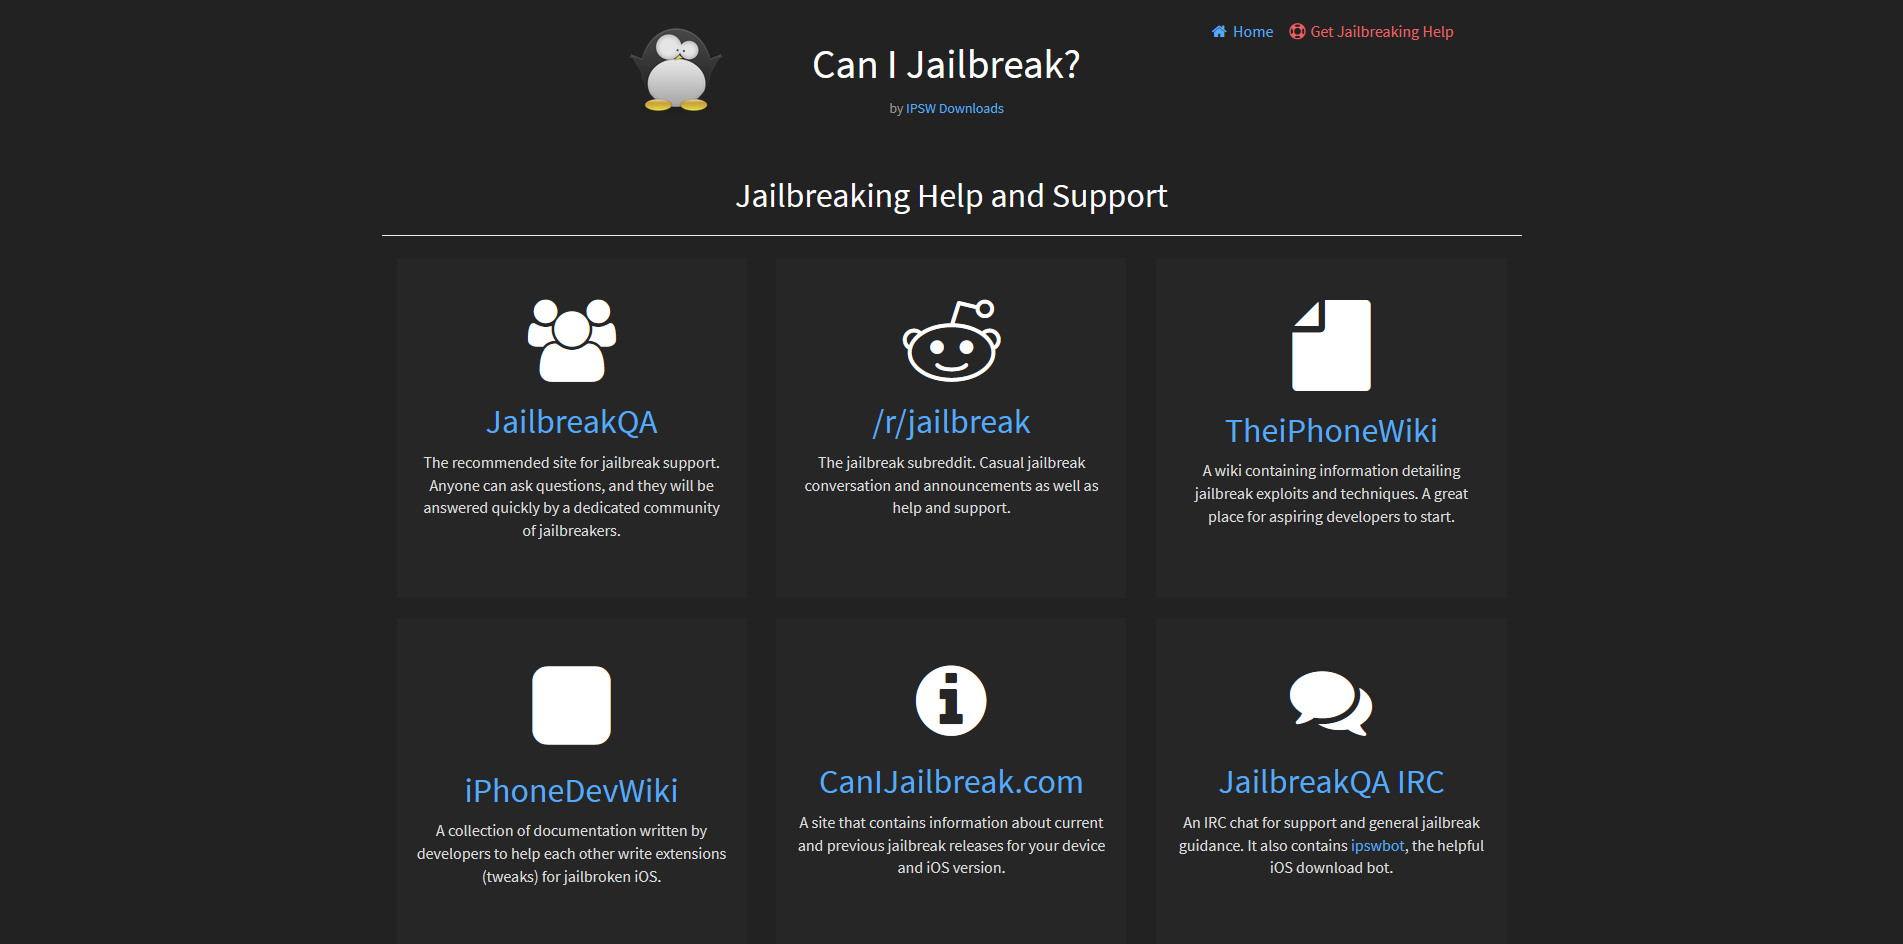 Home
Get Jailbreaking Help
Can I Jailbreak?
by IPSW Downloads
Jailbreaking Help and Support
JailbreakQA
The recommended site for jailbreak support.
Anyone can ask questions, and they will be
answered quickly by a dedicated community
of jailbreakers.
/r/jailbreak
The jailbreak subreddit. Casual jailbreak
conversation and announcements as well as
help and support.
TheiPhoneWiki
A wiki containing information detailing
jailbreak exploits and techniques. A great
place for aspiring developers to start.
iPhoneDevWiki
A collection of documentation written by
developers to help each other write extensions
(tweaks) for jailbroken iOS.
CanIJailbreak.com
A site that contains information about current
and previous jailbreak releases for your device
and iOS version.
JailbreakQA IRC
An IRC chat for support and general jailbreak
guidance. It also contains ipswbot, the helpful
iOS download bot.